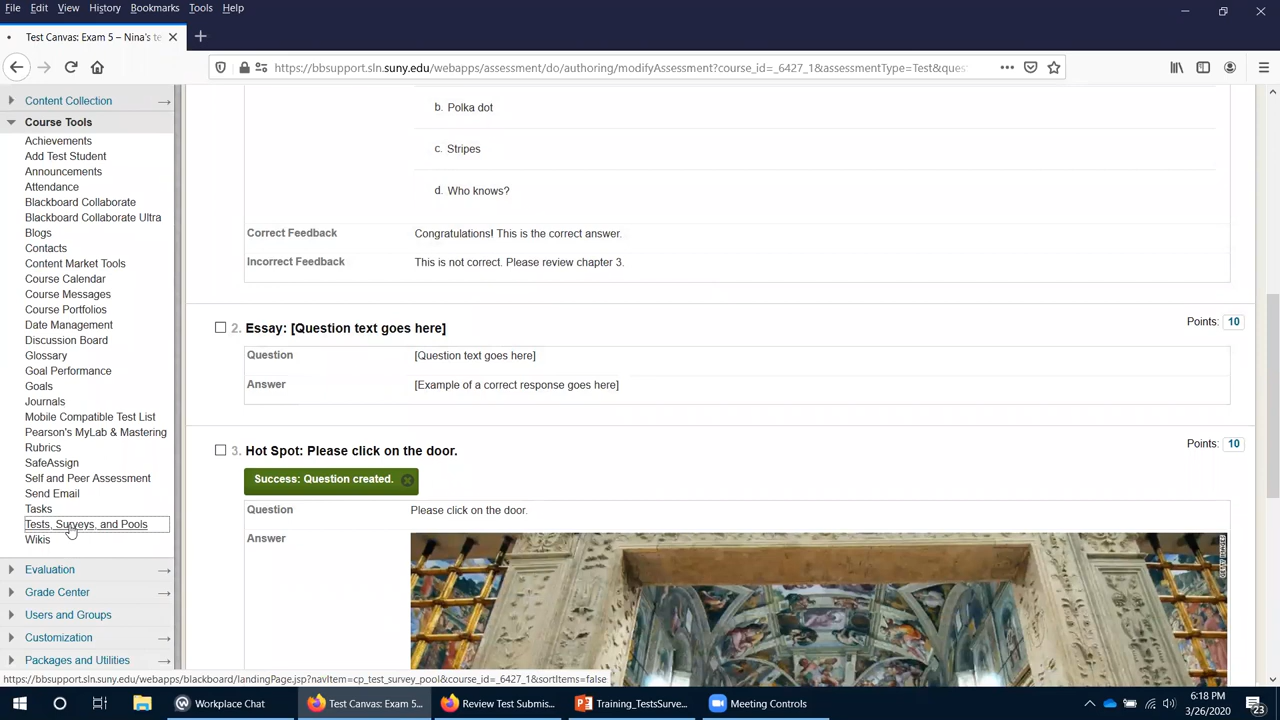 File Edit View History Bookmarks Tools Help
Test Canvas: Exam 5 – Nina's te
https://bbsupport.sln.suny.edu/webapps/assessment/do/authoring/modifyAssessment?course_id=_6427_1&assessmentType=Test&ques
Content Collection
Course Tools
Achievements
Add Test Student
Announcements
Attendance
Blackboard Collaborate
Blackboard Collaborate Ultra
Blogs
Contacts
Content Market Tools
Course Calendar
Course Messages
Course Portfolios
Date Management
Discussion Board
Glossary
Goal Performance
Goals
Journals
Mobile Compatible Test List
Pearson's MyLab & Mastering
Rubrics
SafeAssign
Self and Peer Assessment
Send Email
Tasks
Tests, Surveys, and Pools
Wikis
Evaluation
Grade Center
Users and Groups
Customization
Packages and Utilities
b. Polka dot
c. Stripes
d. Who knows?
Correct Feedback Congratulations! This is the correct answer.
Incorrect Feedback This is not correct. Please review chapter 3.
2. Essay: [Question text goes here] Points: 10
Question [Question text goes here]
Answer [Example of a correct response goes here]
3. Hot Spot: Please click on the door. Points: 10
Success: Question created.
Question Please click on the door.
Answer
https://bbsupport.sln.suny.edu/webapps/blackboard/landingPage.jsp?navItem=cp_test_survey_pool&course_id=_6427_1&sortItems=false
Workplace Chat
Test Canvas: Exam 5...
Review Test Submis...
Training_TestsSurve...
Meeting Controls
6:18 PM
3/26/2020
23